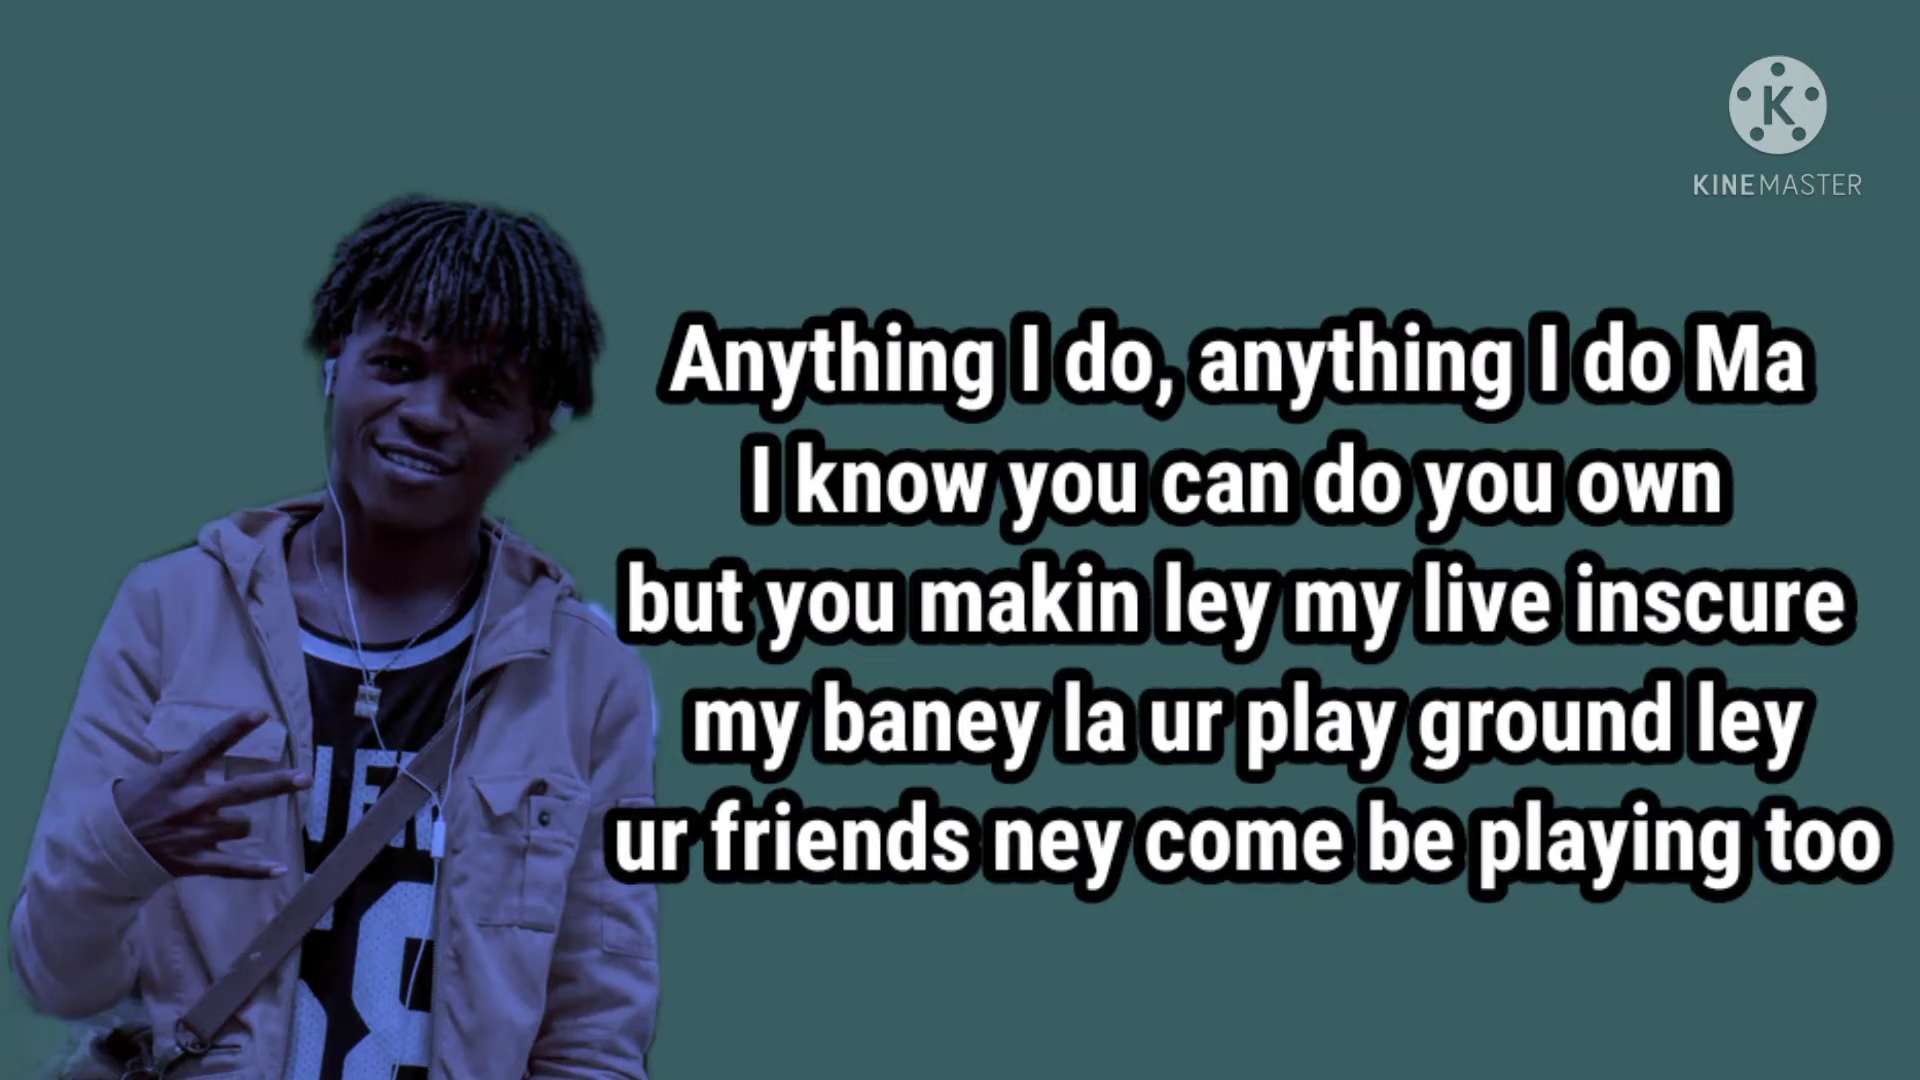 K
KINEMASTER
Anything I do, anything I do Ma
I know you can do you own
but you makin ley my live inscure
my baney la ur play ground ley
ur friends ney come be playing too